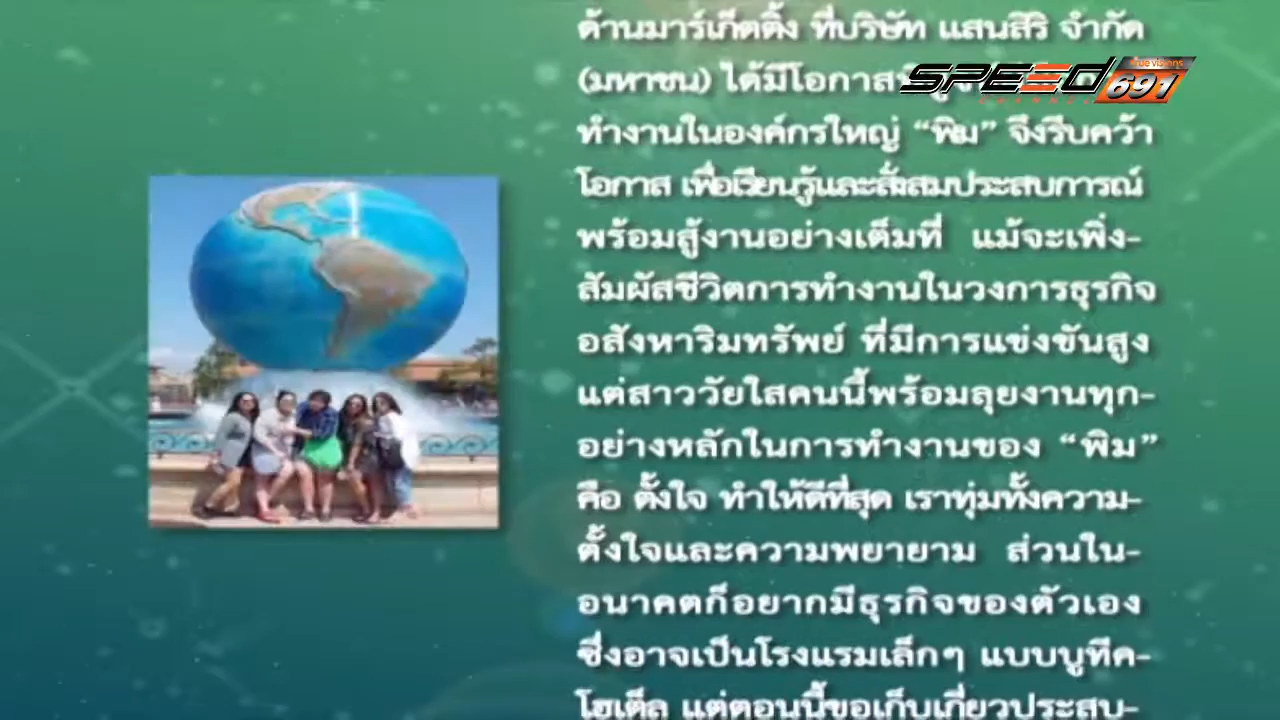 ด้านมาร์เก็ตติ้ง ที่บริษัท แสนสิริ จำกัด
(มหาชน) ได้มีโอกาส
SPEED 691
true visions
CHANNEL
ทำงานในองค์กรใหญ่ “พิม” จึงรีบคว้า
โอกาส เพื่อเรียนรู้และสั่งสมประสบการณ์
พร้อมสู้งานอย่างเต็มที่ แม้จะเพิ่ง-
สัมผัสชีวิตการทำงานในวงการธุรกิจ
อสังหาริมทรัพย์ ที่มีการแข่งขันสูง
แต่สาววัยใสคนนี้พร้อมลุยงานทุก-
อย่างหลักในการทำงานของ “พิม”
คือ ตั้งใจ ทำให้ดีที่สุด เราทุ่มทั้งความ-
ตั้งใจและความพยายาม ส่วนใน-
อนาคตก็อยากมีธุรกิจของตัวเอง
ซึ่งอาจเป็นโรงแรมเล็กๆ แบบบูทีค-
โฮเต็ล แต่ตอนนี้ขอเก็บเกี่ยวประสบ-